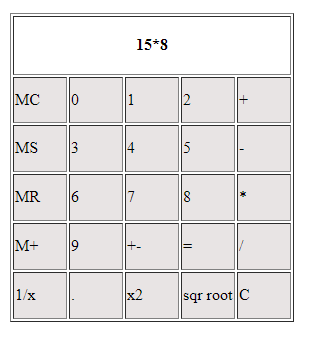 15*8
MC 0 1 2 +
MS 3 4 5 -
MR 6 7 8 *
M+ 9 +- = /
1/x . x2 sqr root C